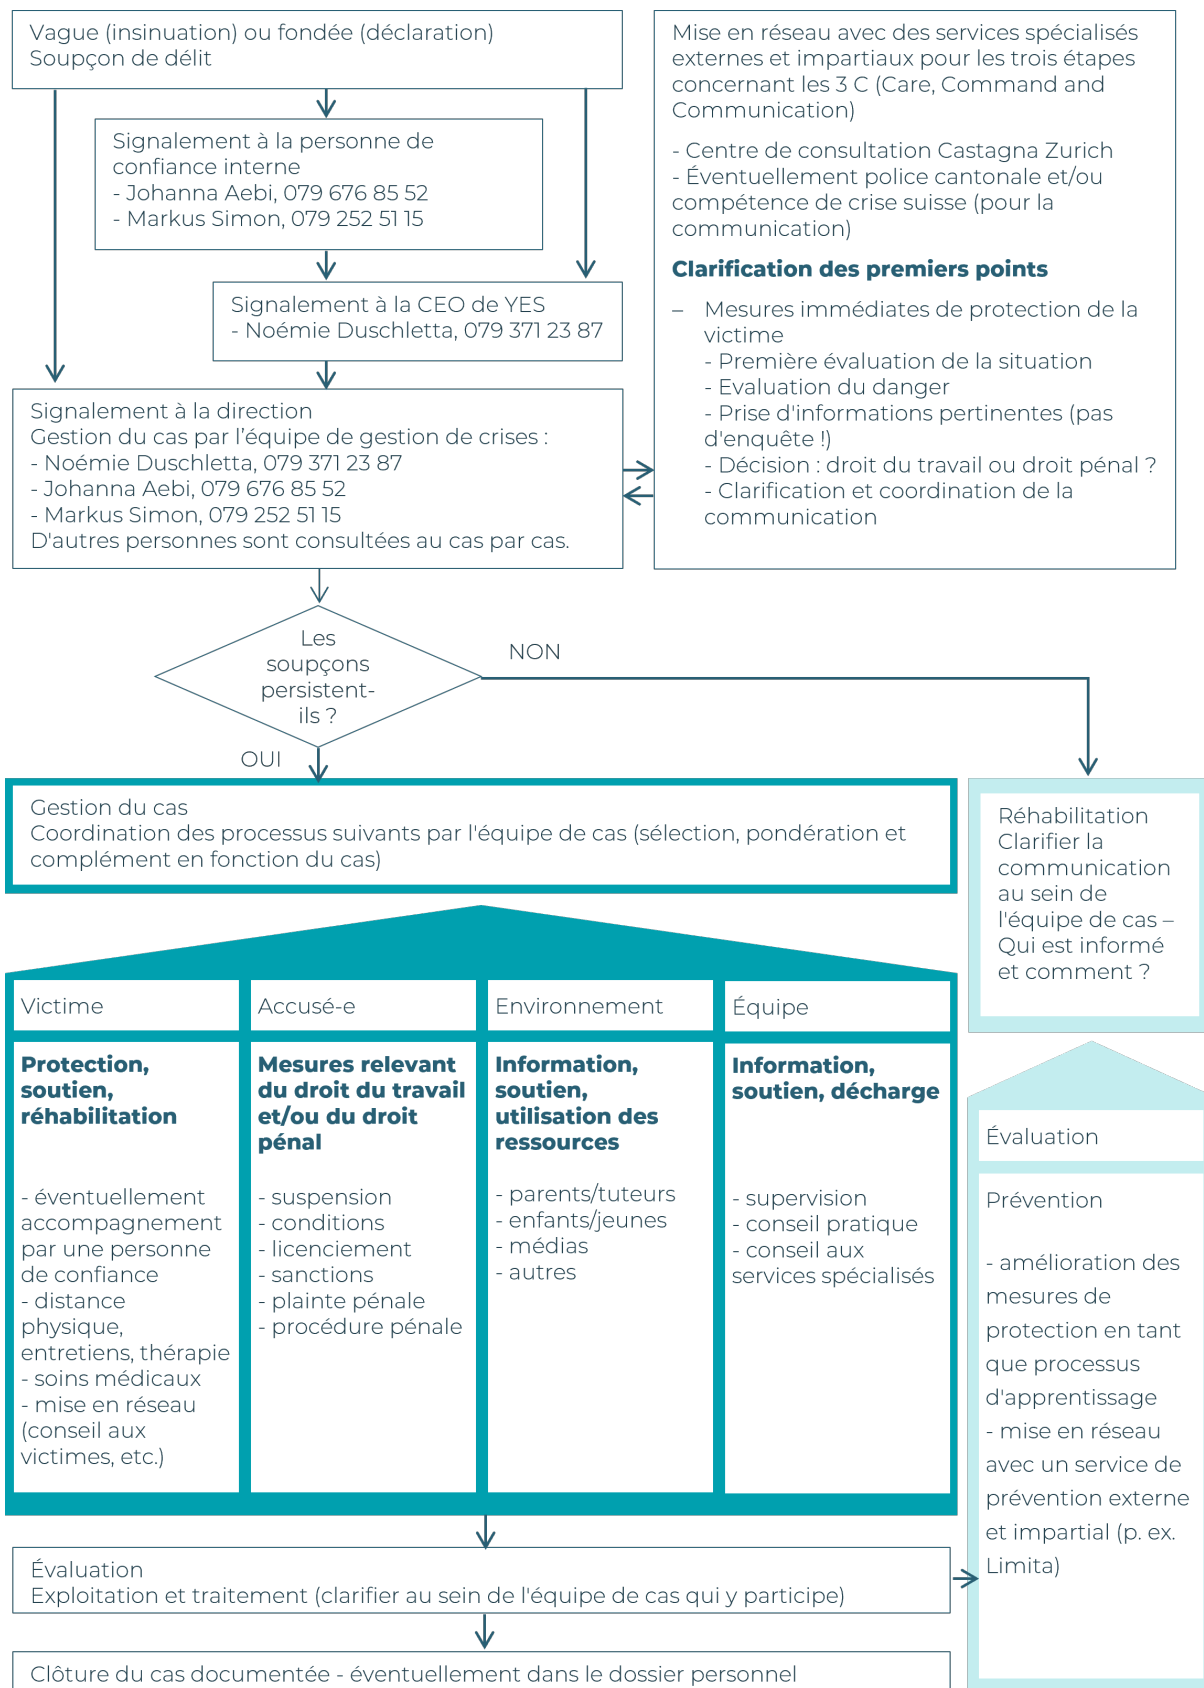 Vague (insinuation) ou fondée (déclaration)
Soupçon de délit
Signalement à la personne de
confiance interne
- Johanna Aebi, 079 676 85 52
- Markus Simon, 079 252 51 15
Signalement à la CEO de YES
- Noémie Duschletta, 079 371 23 87
Signalement à la direction
Gestion du cas par l’équipe de gestion de crises :
- Noémie Duschletta, 079 371 23 87
- Johanna Aebi, 079 676 85 52
- Markus Simon, 079 252 51 15
D'autres personnes sont consultées au cas par cas.
Mise en réseau avec des services spécialisés
externes et impartiaux pour les trois étapes
concernant les 3 C (Care, Command and
Communication)
- Centre de consultation Castagna Zurich
- Éventuellement police cantonale et/ou
compétence de crise suisse (pour la
communication)
Clarification des premiers points
– Mesures immédiates de protection de la
victime
- Première évaluation de la situation
- Evaluation du danger
- Prise d'informations pertinentes (pas
d'enquête !)
- Décision : droit du travail ou droit pénal ?
- Clarification et coordination de la
communication
Les
soupçons
persistent-
ils ?
NON
OUI
Gestion du cas
Coordination des processus suivants par l'équipe de cas (sélection, pondération et
complément en fonction du cas)
Réhabilitation
Clarifier la
communication
au sein de
l'équipe de cas –
Qui est informé
et comment ?
Victime
Protection,
soutien,
réhabilitation
- éventuellement
accompagnement
par une personne
de confiance
- distance
physique,
entretiens, thérapie
- soins médicaux
- mise en réseau
(conseil aux
victimes, etc.)
Accusé-e
Mesures relevant
du droit du travail
et/ou du droit
pénal
- suspension
- conditions
- licenciement
- sanctions
- plainte pénale
- procédure pénale
Environnement
Information,
soutien,
utilisation des
ressources
- parents/tuteurs
- enfants/jeunes
- médias
- autres
Équipe
Information,
soutien, décharge
- supervision
- conseil pratique
- conseil aux
services spécialisés
Évaluation
Prévention
- amélioration des
mesures de
protection en tant
que processus
d'apprentissage
- mise en réseau
avec un service de
prévention externe
et impartial (p. ex.
Limita)
Évaluation
Exploitation et traitement (clarifier au sein de l'équipe de cas qui y participe)
Clôture du cas documentée - éventuellement dans le dossier personnel